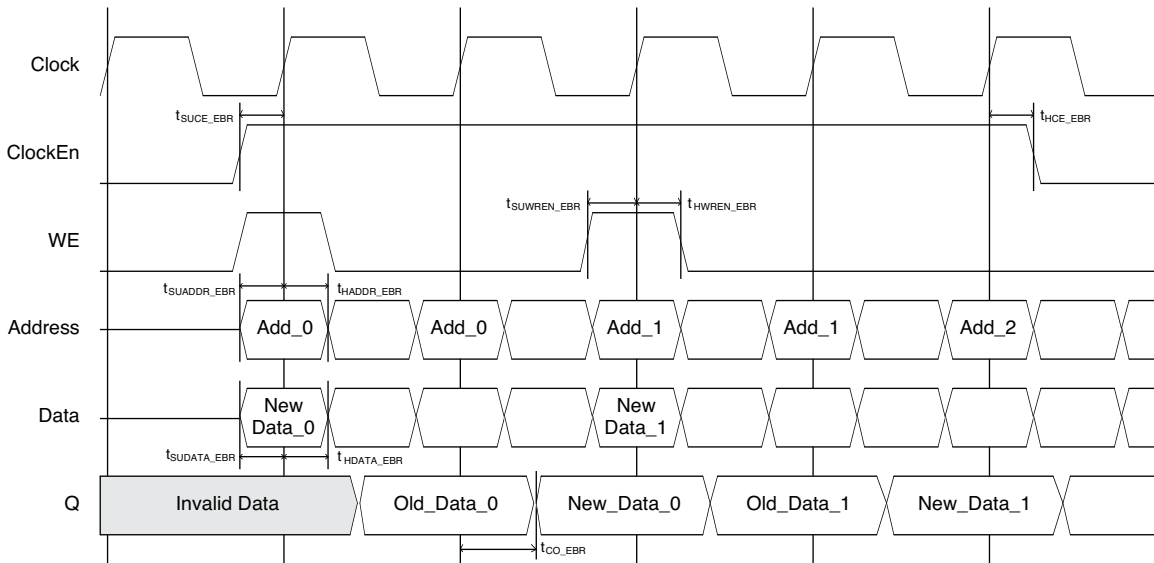 Clock
tSUCE_EBR
tHCE_EBR
ClockEn
tSUWREN_EBR
tHWREN_EBR
WE
tSUADDR_EBR
tHADDR_EBR
Address
Add_0
Add_0
Add_1
Add_1
Add_2
Data
New
Data_0
New
Data_1
tSUDATA_EBR
tHDATA_EBR
Q
Invalid Data
Old_Data_0
New_Data_0
Old_Data_1
New_Data_1
tCO_EBR